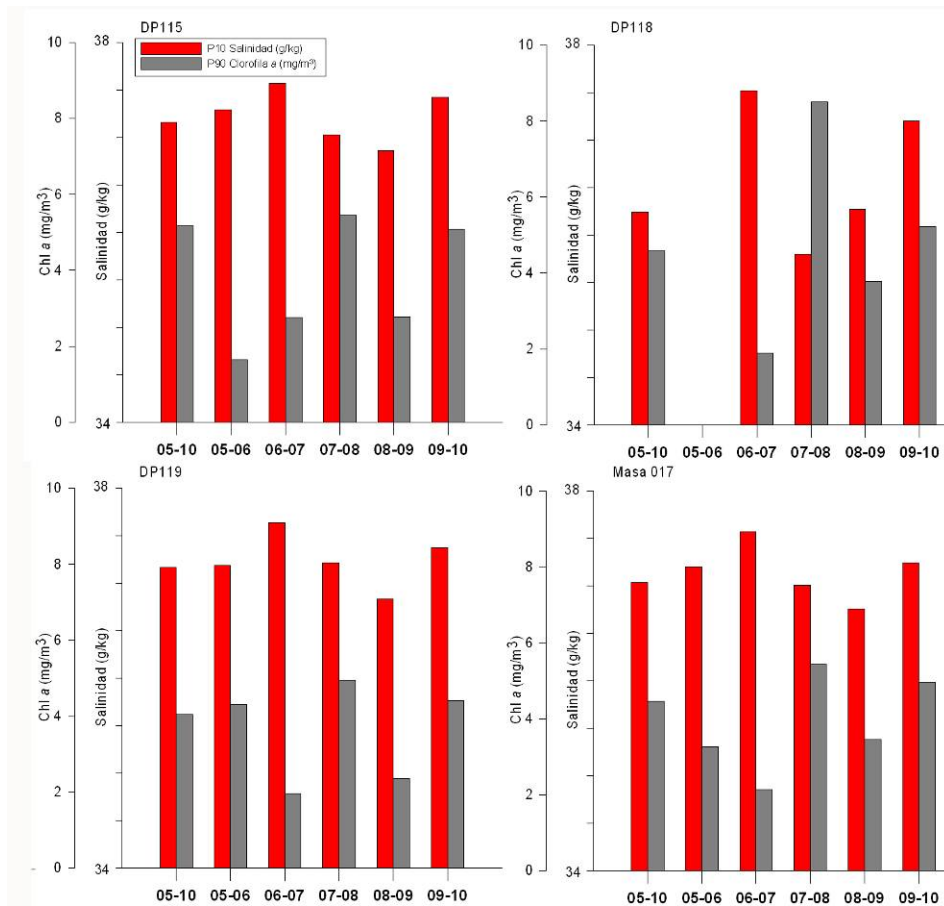 DP115
38
P10 Salinidad (g/kg)
P90 Clorofila a (mg/m³)
10
8
6
4
2
0
Chl a (mg/m3)
Salinidad (g/kg)
34
05-10 05-06 06-07 07-08 08-09 09-10
DP118
38
10
8
6
4
2
0
Chl a (mg/m3)
Salinidad (g/kg)
34
05-10 05-06 06-07 07-08 08-09 09-10
DP119
38
10
8
6
4
2
0
Chl a (mg/m3)
Salinidad (g/kg)
34
05-10 05-06 06-07 07-08 08-09 09-10
Masa 017
38
10
8
6
4
2
0
Chl a (mg/m3)
Salinidad (g/kg)
34
05-10 05-06 06-07 07-08 08-09 09-10